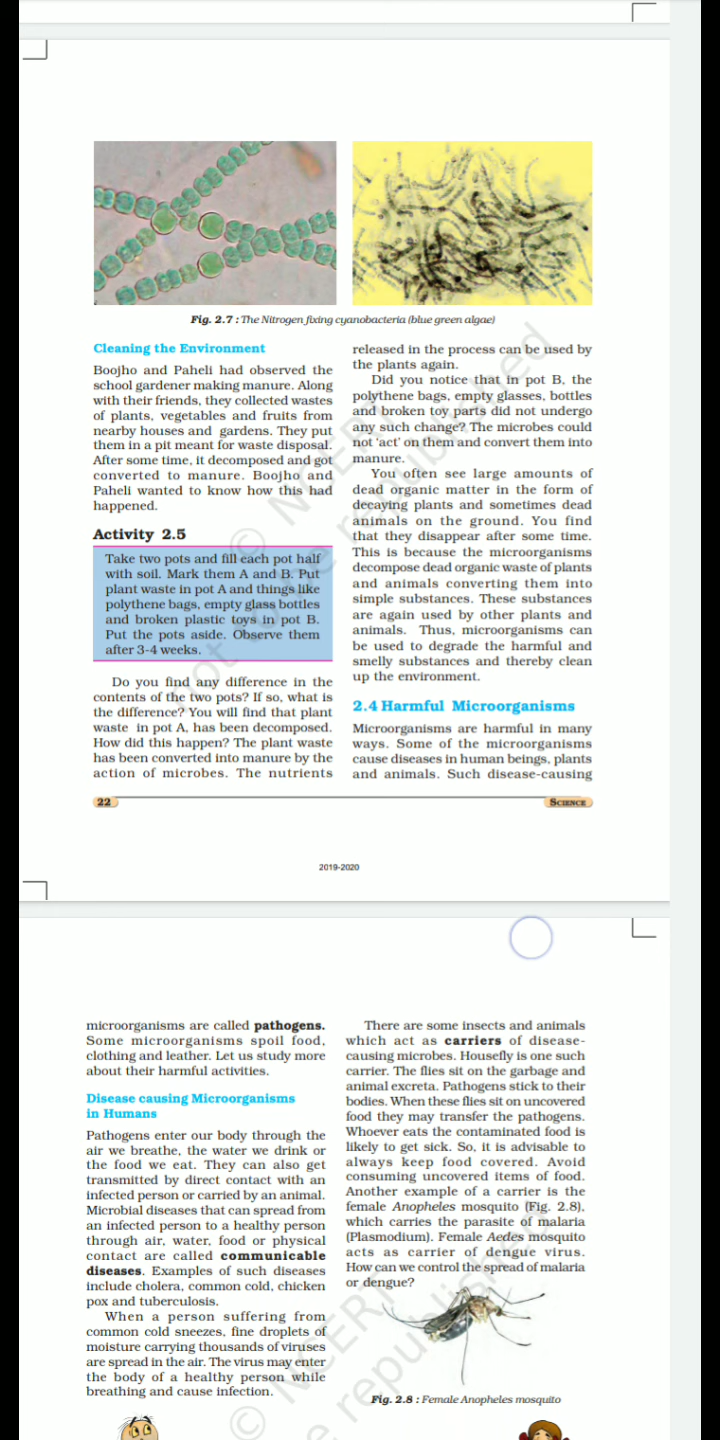 Fig. 2.7 : The Nitrogen fixing cyanobacteria (blue green algae)
Cleaning the Environment
Boojho and Paheli had observed the
school gardener making manure. Along
with their friends, they collected wastes
of plants, vegetables and fruits from
nearby houses and gardens. They put
them in a pit meant for waste disposal.
After some time, it decomposed and got
converted to manure. Boojho and
Paheli wanted to know how this had
happened.
Activity 2.5
Take two pots and fill each pot half
with soil. Mark them A and B. Put
plant waste in pot A and things like
polythene bags, empty glass bottles
and broken plastic toys in pot B.
Put the pots aside. Observe them
after 3-4 weeks.
Do you find any difference in the
contents of the two pots? If so, what is
the difference? You will find that plant
waste in pot A, has been decomposed.
How did this happen? The plant waste
has been converted into manure by the
action of microbes. The nutrients
released in the process can be used by
the plants again.
Did you notice that in pot B, the
polythene bags, empty glasses, bottles
and broken toy parts did not undergo
any such change? The microbes could
not 'act' on them and convert them into
manure.
You often see large amounts of
dead organic matter in the form of
decaying plants and sometimes dead
animals on the ground. You find
that they disappear after some time.
This is because the microorganisms
decompose dead organic waste of plants
and animals converting them into
simple substances. These substances
are again used by other plants and
animals. Thus, microorganisms can
be used to degrade the harmful and
smelly substances and thereby clean
up the environment.
2.4 Harmful Microorganisms
Microorganisms are harmful in many
ways. Some of the microorganisms
cause diseases in human beings, plants
and animals. Such disease-causing
22
SCIENCE
2019-2020
© NCERT
not to be republished
microorganisms are called pathogens.
Some microorganisms spoil food,
clothing and leather. Let us study more
about their harmful activities.
Disease causing Microorganisms
in Humans
Pathogens enter our body through the
air we breathe, the water we drink or
the food we eat. They can also get
transmitted by direct contact with an
infected person or carried by an animal.
Microbial diseases that can spread from
an infected person to a healthy person
through air, water, food or physical
contact are called communicable
diseases. Examples of such diseases
include cholera, common cold, chicken
pox and tuberculosis.
When a person suffering from
common cold sneezes, fine droplets of
moisture carrying thousands of viruses
are spread in the air. The virus may enter
the body of a healthy person while
breathing and cause infection.
There are some insects and animals
which act as carriers of disease-
causing microbes. Housefly is one such
carrier. The flies sit on the garbage and
animal excreta. Pathogens stick to their
bodies. When these flies sit on uncovered
food they may transfer the pathogens.
Whoever eats the contaminated food is
likely to get sick. So, it is advisable to
always keep food covered. Avoid
consuming uncovered items of food.
Another example of a carrier is the
female Anopheles mosquito (Fig. 2.8),
which carries the parasite of malaria
(Plasmodium). Female Aedes mosquito
acts as carrier of dengue virus.
How can we control the spread of malaria
or dengue?
Fig. 2.8 : Female Anopheles mosquito
© NCERT
be republished